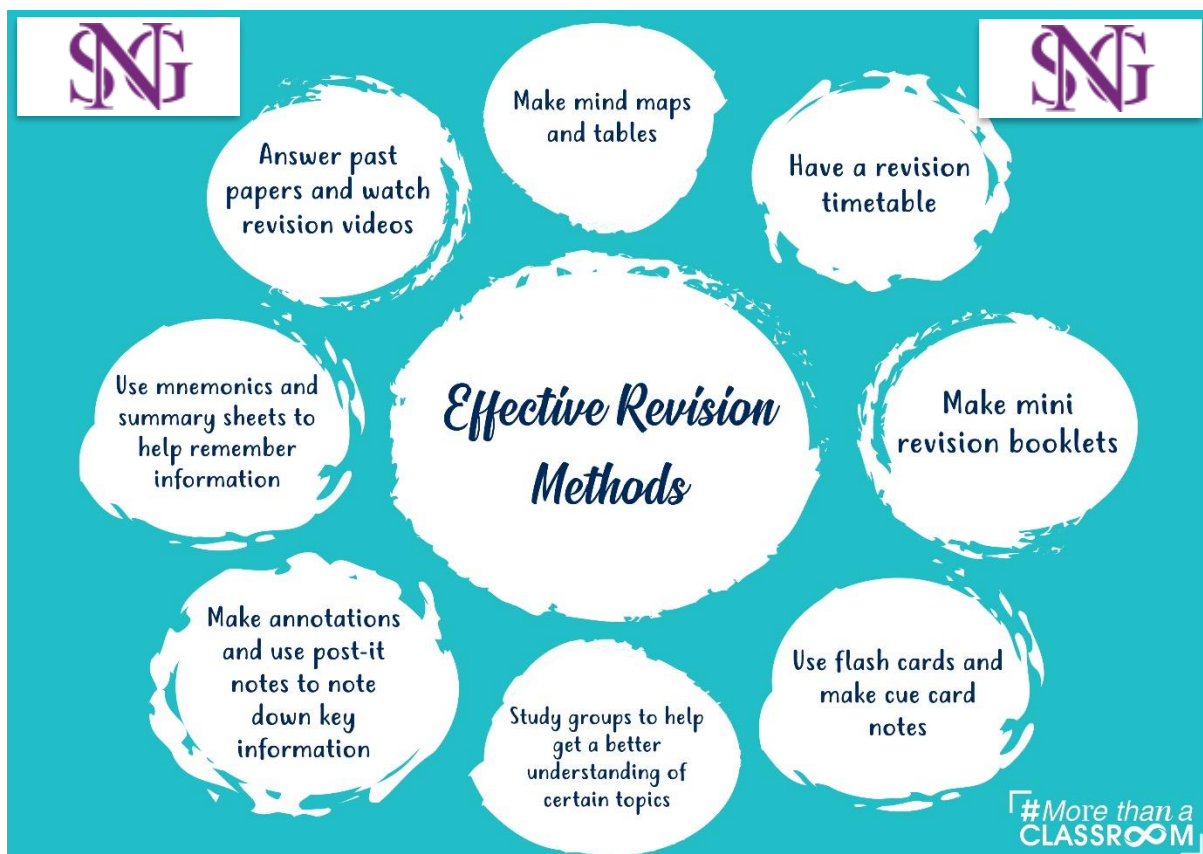 SNG
SNG
Make mind maps
and tables
Answer past
papers and watch
revision videos
Have a revision
timetable
Use mnemonics and
summary sheets to
help remember
information
Effective Revision
Methods
Make mini
revision booklets
Make annotations
and use post-it
notes to note
down key
information
Study groups to help
get a better
understanding of
certain topics
Use flash cards and
make cue card
notes
#More than a
CLASSROOM